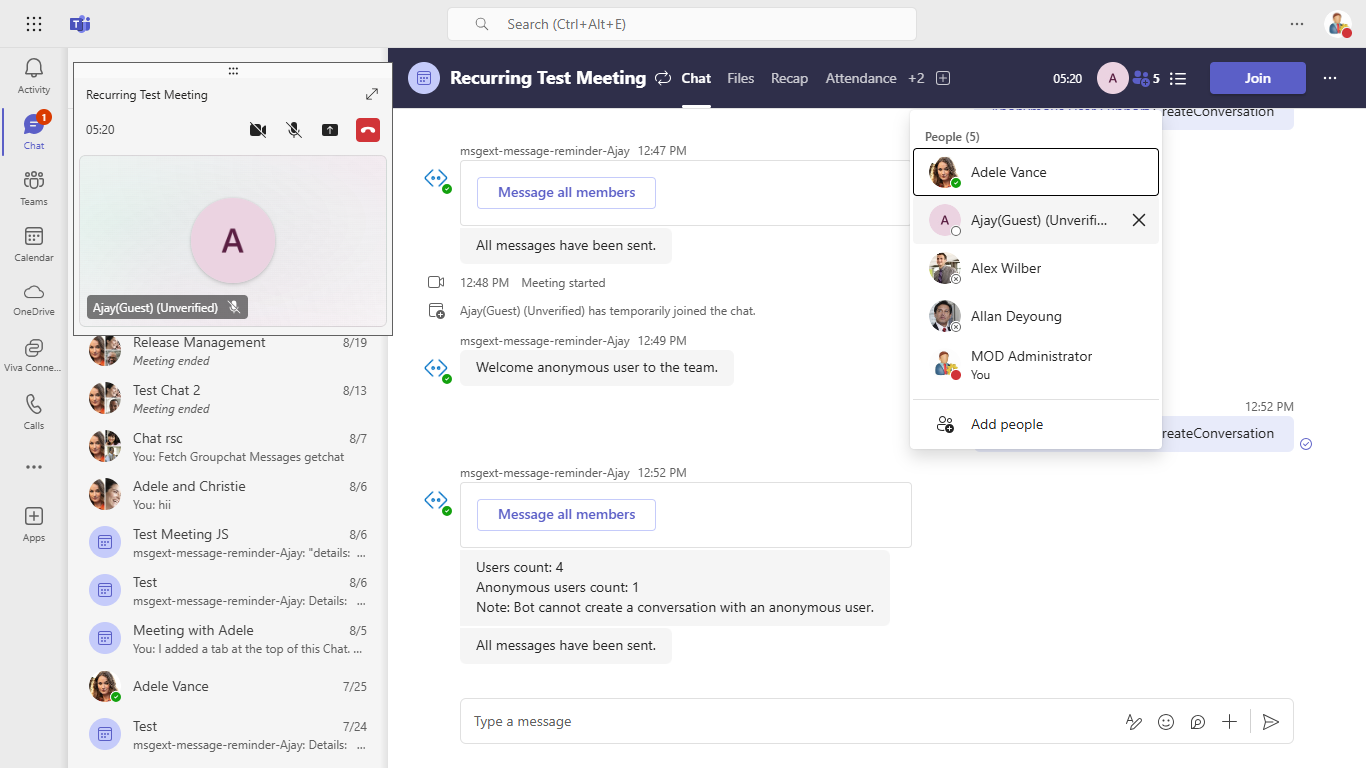 Search (Ctrl+Alt+E)
Activity
Chat
1
Teams
Calendar
OneDrive
Viva Conne...
Calls
Apps
Recurring Test Meeting
05:20
A
Ajay(Guest) (Unverified)
Release Management 8/19
Meeting ended
Test Chat 2 8/13
Meeting ended
Chat rsc 8/7
You: Fetch Groupchat Messages getchat
Adele and Christie 8/6
You: hii
Test Meeting JS 8/6
msgext-message-reminder-Ajay: "details: ...
Test 8/6
msgext-message-reminder-Ajay: Details: ...
Meeting with Adele 8/5
You: I added a tab at the top of this Chat. ...
Adele Vance 7/25
Test 7/24
msgext-message-reminder-Ajay: Details: ...
Recurring Test Meeting Chat Files Recap Attendance +2 05:20 A 5 Join
reateConversation
msgext-message-reminder-Ajay 12:47 PM
Message all members
All messages have been sent.
12:48 PM Meeting started
Ajay(Guest) (Unverified) has temporarily joined the chat.
msgext-message-reminder-Ajay 12:49 PM
Welcome anonymous user to the team.
12:52 PM
reateConversation
msgext-message-reminder-Ajay 12:52 PM
Message all members
Users count: 4
Anonymous users count: 1
Note: Bot cannot create a conversation with an anonymous user.
All messages have been sent.
Type a message
People (5)
Adele Vance
A Ajay(Guest) (Unverifi...
Alex Wilber
Allan Deyoung
MOD Administrator
You
Add people